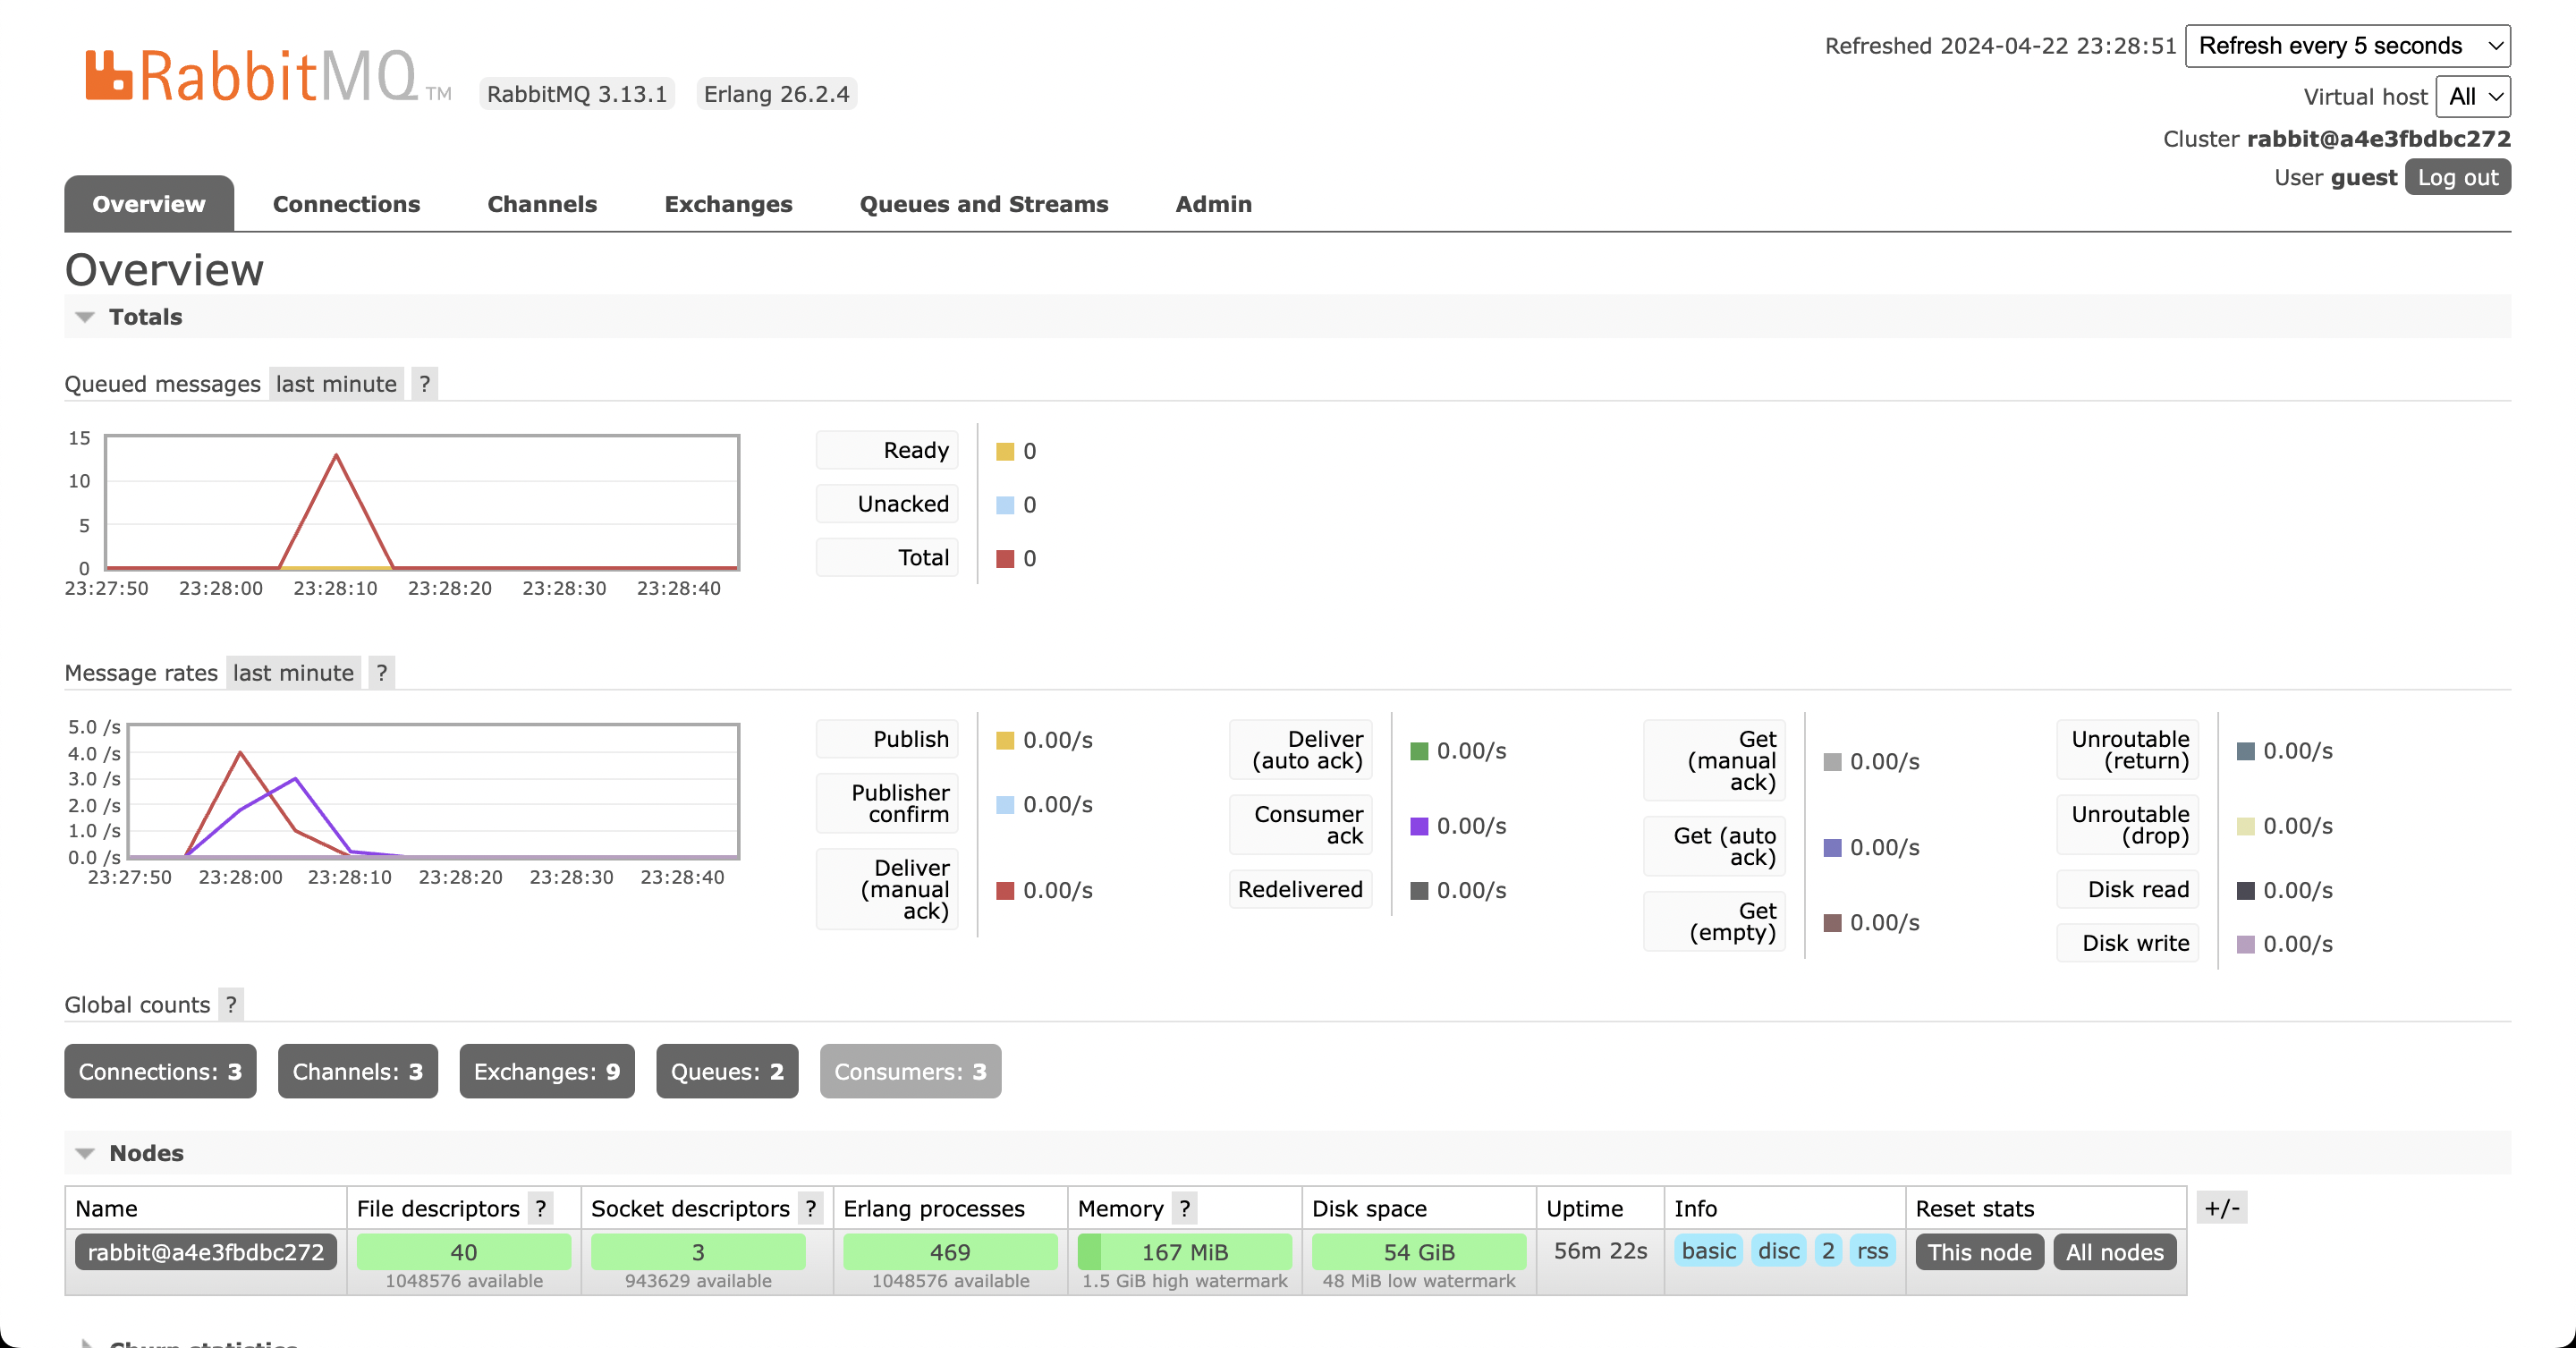 RabbitMQ TM RabbitMQ 3.13.1 Erlang 26.2.4
Refreshed 2024-04-22 23:28:51 Refresh every 5 seconds
Virtual host All
Cluster rabbit@a4e3fbdbc272
User guest Log out
Overview Connections Channels Exchanges Queues and Streams Admin
Overview
Totals
Queued messages last minute ?
15
10
5
0
23:27:50 23:28:00 23:28:10 23:28:20 23:28:30 23:28:40
Ready 0
Unacked 0
Total 0
Message rates last minute ?
5.0 /s
4.0 /s
3.0 /s
2.0 /s
1.0 /s
0.0 /s
23:27:50 23:28:00 23:28:10 23:28:20 23:28:30 23:28:40
Publish 0.00/s
Publisher
confirm 0.00/s
Deliver
(manual
ack) 0.00/s
Deliver
(auto ack) 0.00/s
Consumer
ack 0.00/s
Redelivered 0.00/s
Get
(manual
ack) 0.00/s
Get (auto
ack) 0.00/s
Get
(empty) 0.00/s
Unroutable
(return) 0.00/s
Unroutable
(drop) 0.00/s
Disk read 0.00/s
Disk write 0.00/s
Global counts ?
Connections: 3 Channels: 3 Exchanges: 9 Queues: 2 Consumers: 3
Nodes
Name File descriptors ? Socket descriptors ? Erlang processes Memory ? Disk space Uptime Info Reset stats +/-
rabbit@a4e3fbdbc272 40 3 469 167 MiB 54 GiB 56m 22s basic disc 2 rss This node All nodes
1048576 available 943629 available 1048576 available 1.5 GiB high watermark 48 MiB low watermark
Churn statistics